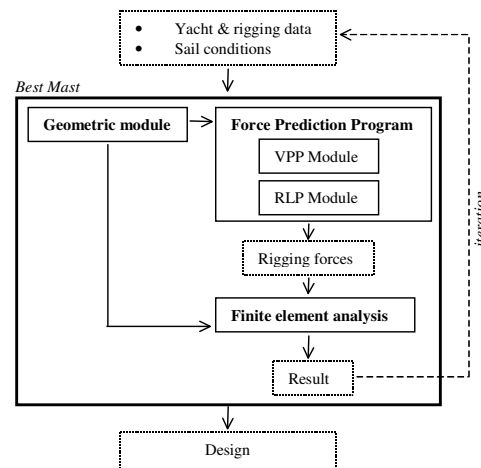 • Yacht & rigging data
• Sail conditions
Best Mast
Geometric module
Force Prediction Program
VPP Module
RLP Module
iteration
Rigging forces
Finite element analysis
Result
Design